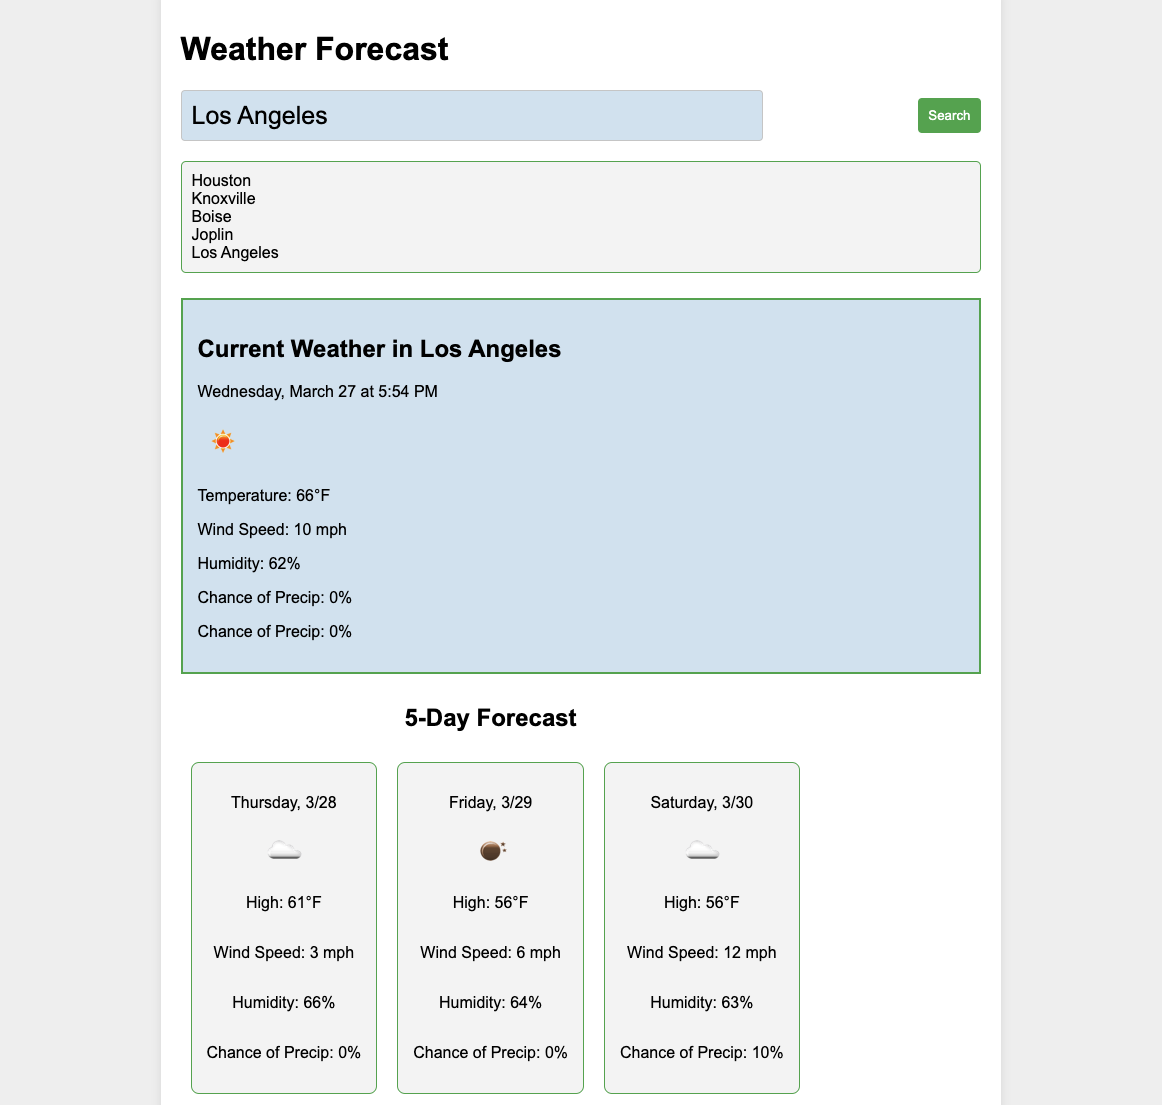 Weather Forecast
Los Angeles
Search
Houston
Knoxville
Boise
Joplin
Los Angeles
Current Weather in Los Angeles
Wednesday, March 27 at 5:54 PM
Temperature: 66°F
Wind Speed: 10 mph
Humidity: 62%
Chance of Precip: 0%
Chance of Precip: 0%
5-Day Forecast
Thursday, 3/28
High: 61°F
Wind Speed: 3 mph
Humidity: 66%
Chance of Precip: 0%
Friday, 3/29
High: 56°F
Wind Speed: 6 mph
Humidity: 64%
Chance of Precip: 0%
Saturday, 3/30
High: 56°F
Wind Speed: 12 mph
Humidity: 63%
Chance of Precip: 10%